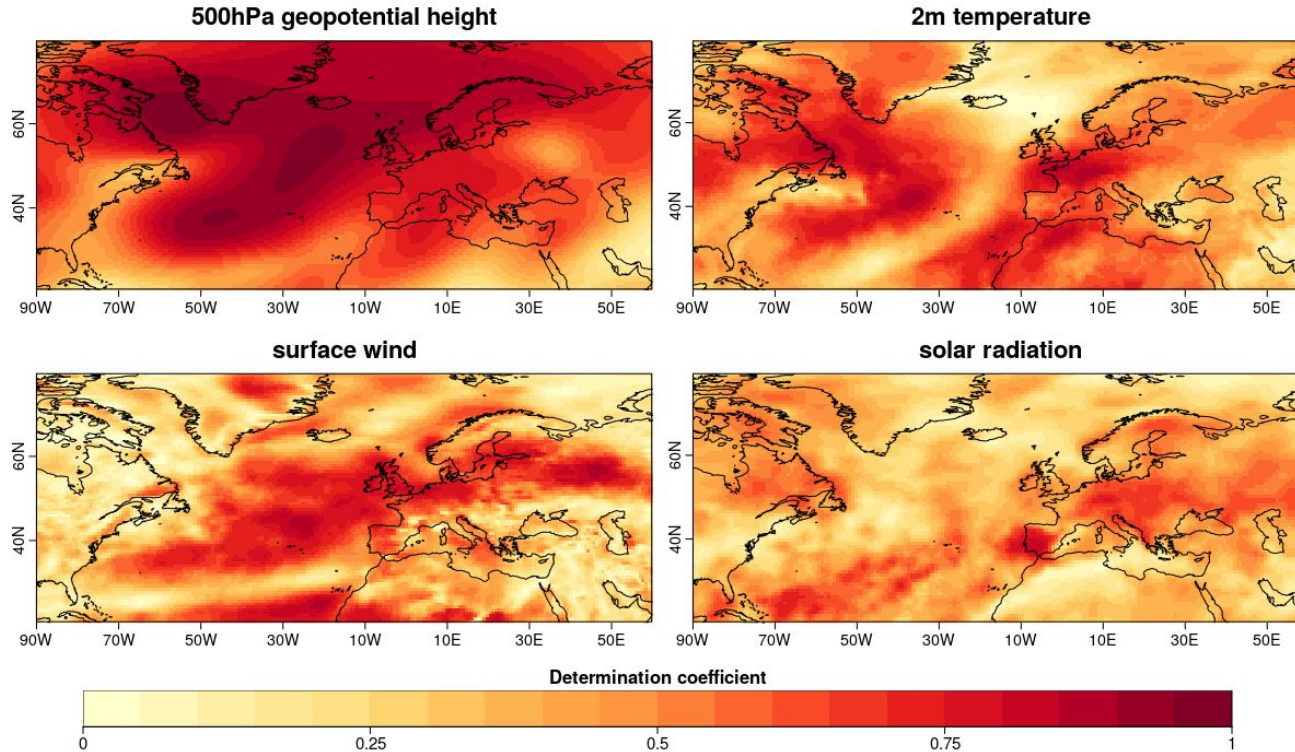 500hPa geopotential height
2m temperature
60N
40N
90W 70W 50W 30W 10W 10E 30E 50E
60N
40N
90W 70W 50W 30W 10W 10E 30E 50E
surface wind
solar radiation
60N
40N
90W 70W 50W 30W 10W 10E 30E 50E
60N
40N
90W 70W 50W 30W 10W 10E 30E 50E
Determination coefficient
0 0.25 0.5 0.75 1